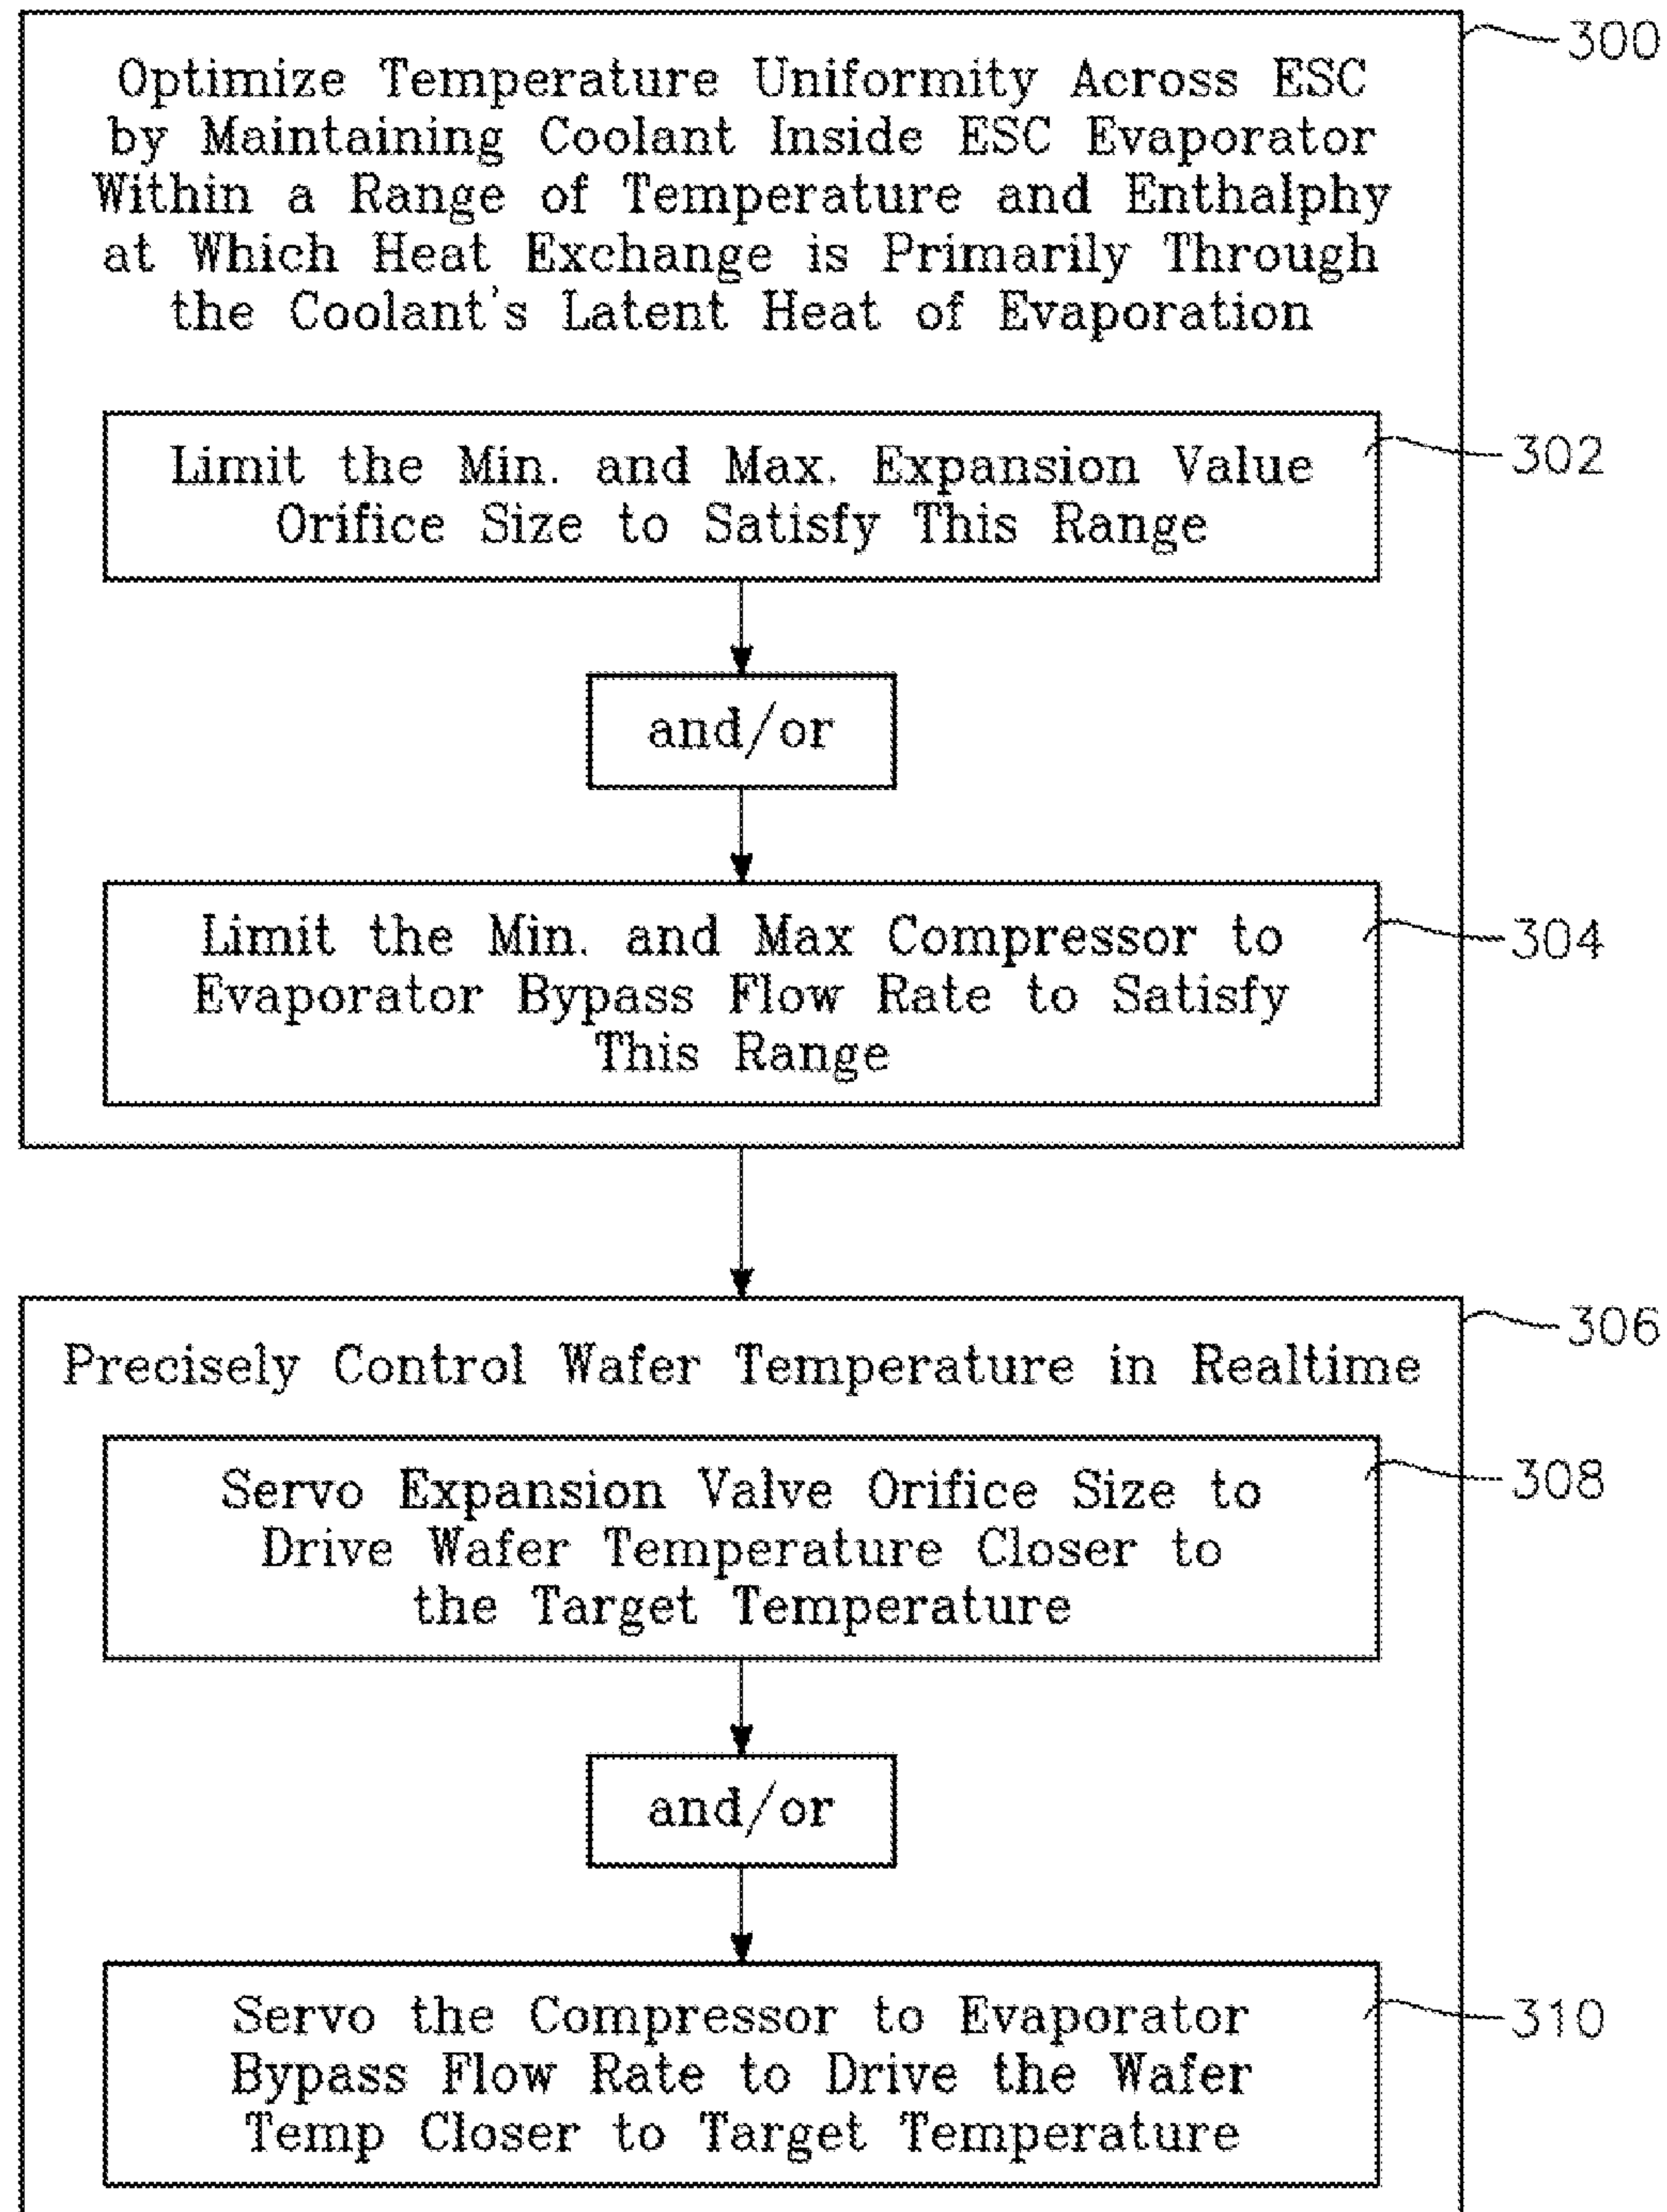 300
Optimize Temperature Uniformity Across ESC
by Maintaining Coolant Inside ESC Evaporator
Within a Range of Temperature and Enthalphy
at Which Heat Exchange is Primarily Through
the Coolant's Latent Heat of Evaporation
302
Limit the Min. and Max. Expansion Value
Orifice Size to Satisfy This Range
and/or
304
Limit the Min. and Max Compressor to
Evaporator Bypass Flow Rate to Satisfy
This Range
306
Precisely Control Wafer Temperature in Realtime
308
Servo Expansion Valve Orifice Size to
Drive Wafer Temperature Closer to
the Target Temperature
and/or
310
Servo the Compressor to Evaporator
Bypass Flow Rate to Drive the Wafer
Temp Closer to Target Temperature